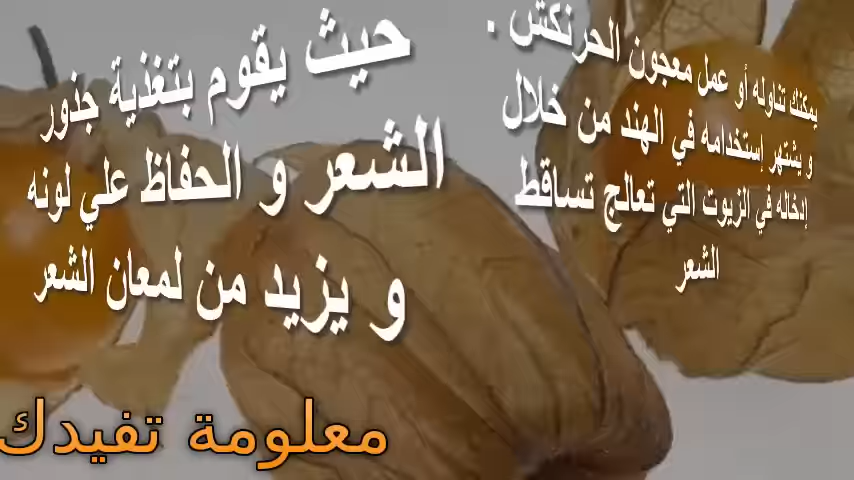 يمكنك تناوله أو عمل معجون الحرنكش .
و يشتهر إستخدامه في الهند من خلال
إدخاله في الزيوت التي تعالج تساقط
الشعر
حيث يقوم بتغذية جذور
الشعر و الحفاظ علي لونه
و يزيد من لمعان الشعر
معلومة تفيدك